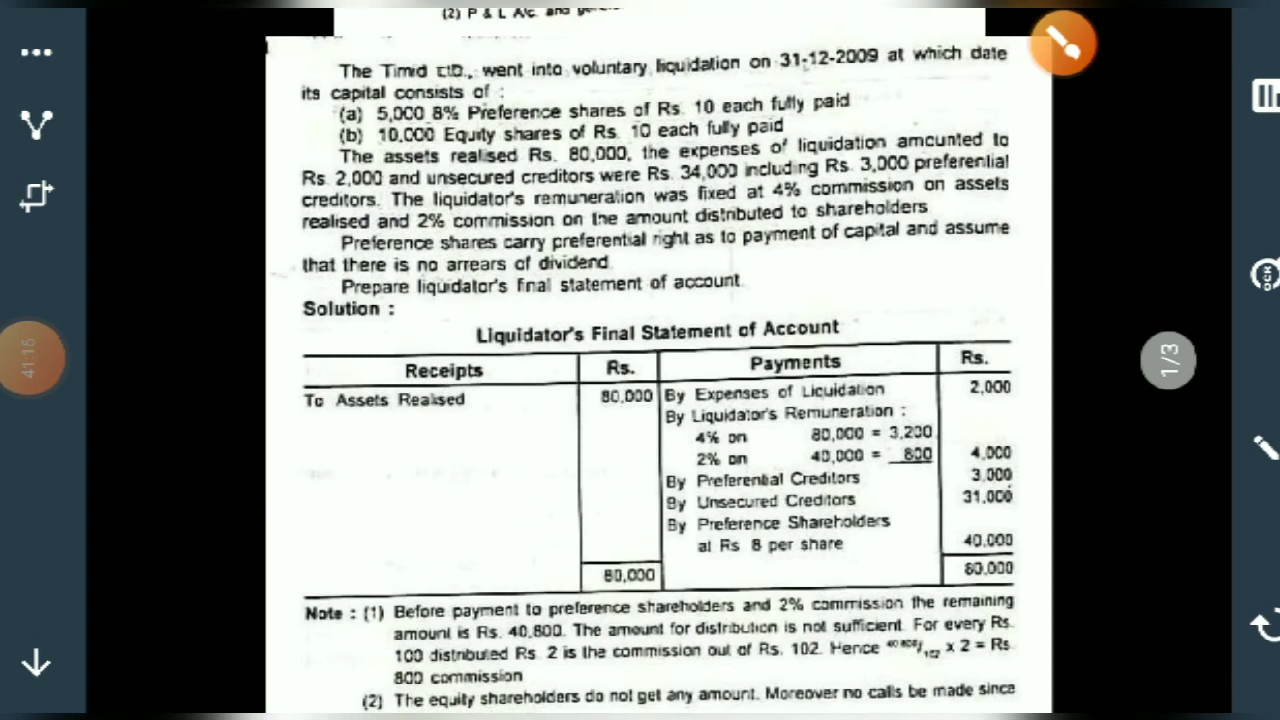 (2) P & L A/c. and
The Timid LtD., went into voluntary liquidation on 31-12-2009 at which date
its capital consists of :
(a) 5,000 8% Preference shares of Rs. 10 each fully paid
(b) 10,000 Equity shares of Rs. 10 each fully paid
The assets realised Rs. 80,000, the expenses of liquidation amounted to
Rs. 2,000 and unsecured creditors were Rs. 34,000 including Rs. 3,000 preferential
creditors. The liquidator's remuneration was fixed at 4% commission on assets
realised and 2% commission on the amount distributed to shareholders
Preference shares carry preferential right as to payment of capital and assume
that there is no arrears of dividend.
Prepare liquidator's final statement of account.
Solution :
Liquidator's Final Statement of Account
Receipts Rs. Payments Rs.
To Assets Realised 80,000 By Expenses of Liquidation 2,000
By Liquidator's Remuneration :
4% on 80,000 = 3,200
2% on 40,000 = 800 4,000
By Preferential Creditors 3,000
By Unsecured Creditors 31,000
By Preference Shareholders
at Rs 8 per share 40,000
80,000 80,000
Note : (1) Before payment to preference shareholders and 2% commission the remaining
amount is Rs. 40,800. The amount for distribution is not sufficient. For every Rs.
100 distributed Rs. 2 is the commission out of Rs. 102. Hence 40800/102 x 2 = Rs.
800 commission
(2) The equity shareholders do not get any amount. Moreover no calls be made since
41:15
1/3
OCR